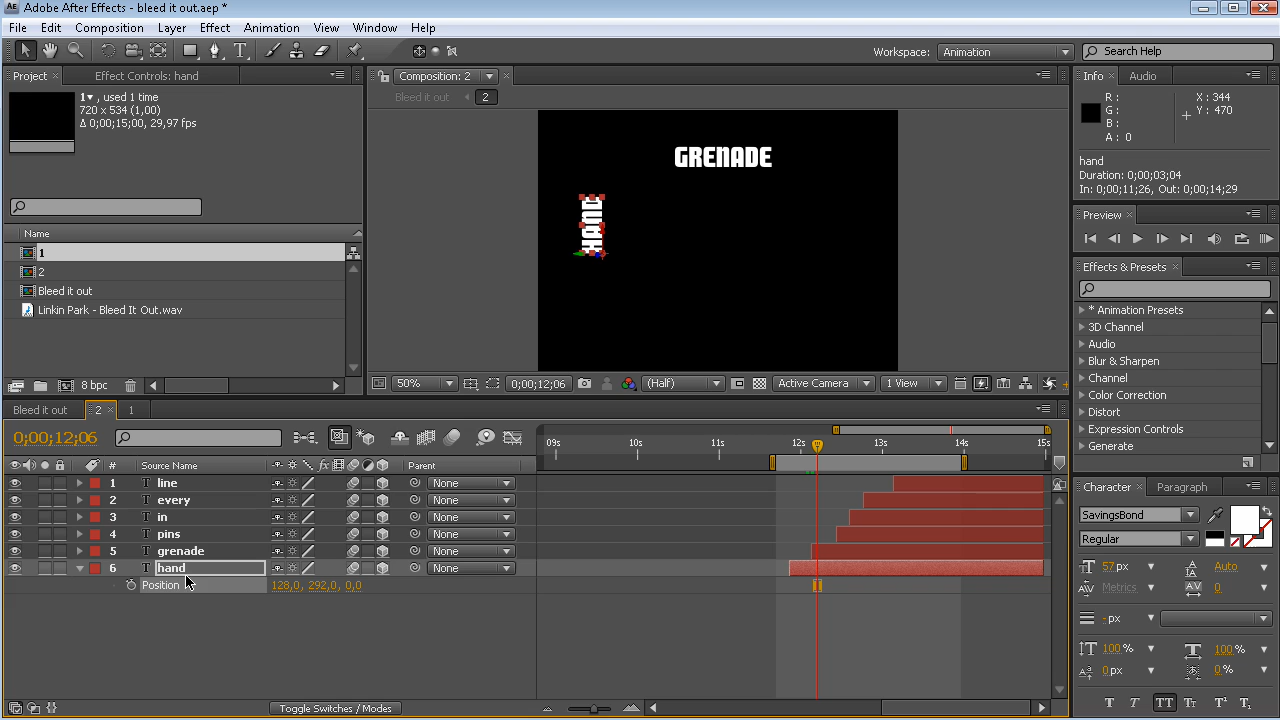 Adobe After Effects - bleed it out.aep *
File Edit Composition Layer Effect Animation View Window Help
Workspace: Animation Search Help
Project Effect Controls: hand
1▾, used 1 time
720 x 534 (1,00)
Δ 0;00;15;00, 29,97 fps
Name
1
2
Bleed it out
Linkin Park - Bleed It Out.wav
8 bpc
Composition: 2
Bleed it out 2
GRENADE
HAND
50% 0;00;12;06 (Half) Active Camera 1 View
Info Audio
R : X : 344
G : Y : 470
B :
A : 0
hand
Duration: 0;00;03;04
In: 0;00;11;26, Out: 0;00;14;29
Preview
Effects & Presets
* Animation Presets
3D Channel
Audio
Blur & Sharpen
Channel
Color Correction
Distort
Expression Controls
Generate
Bleed it out 2 1
0;00;12;06
09s 10s 11s 12s 13s 14s 15s
# Source Name Parent
1 T line None
2 T every None
3 T in None
4 T pins None
5 T grenade None
6 T hand None
Position 128,0, 292,0, 0,0
Toggle Switches / Modes
Character Paragraph
SavingsBond
Regular
57 px Auto
Metrics 0
- px
100 % 100 %
0 px 0 %
T T TT Tr T¹ T₁